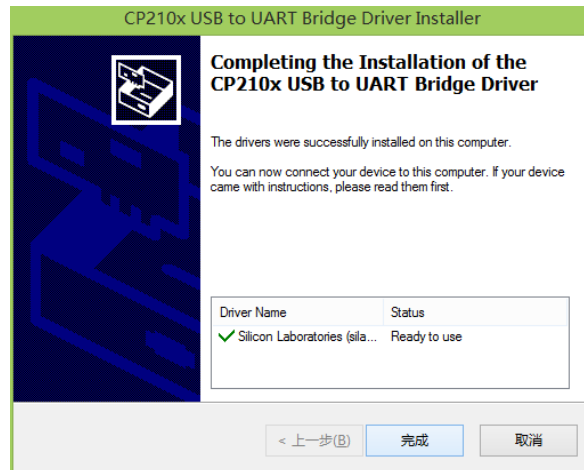 CP210x USB to UART Bridge Driver Installer
Completing the Installation of the
CP210x USB to UART Bridge Driver
The drivers were successfully installed on this computer.
You can now connect your device to this computer. If your device
came with instructions, please read them first.
Driver Name Status
Silicon Laboratories (sila... Ready to use
< 上一步(B) 完成 取消